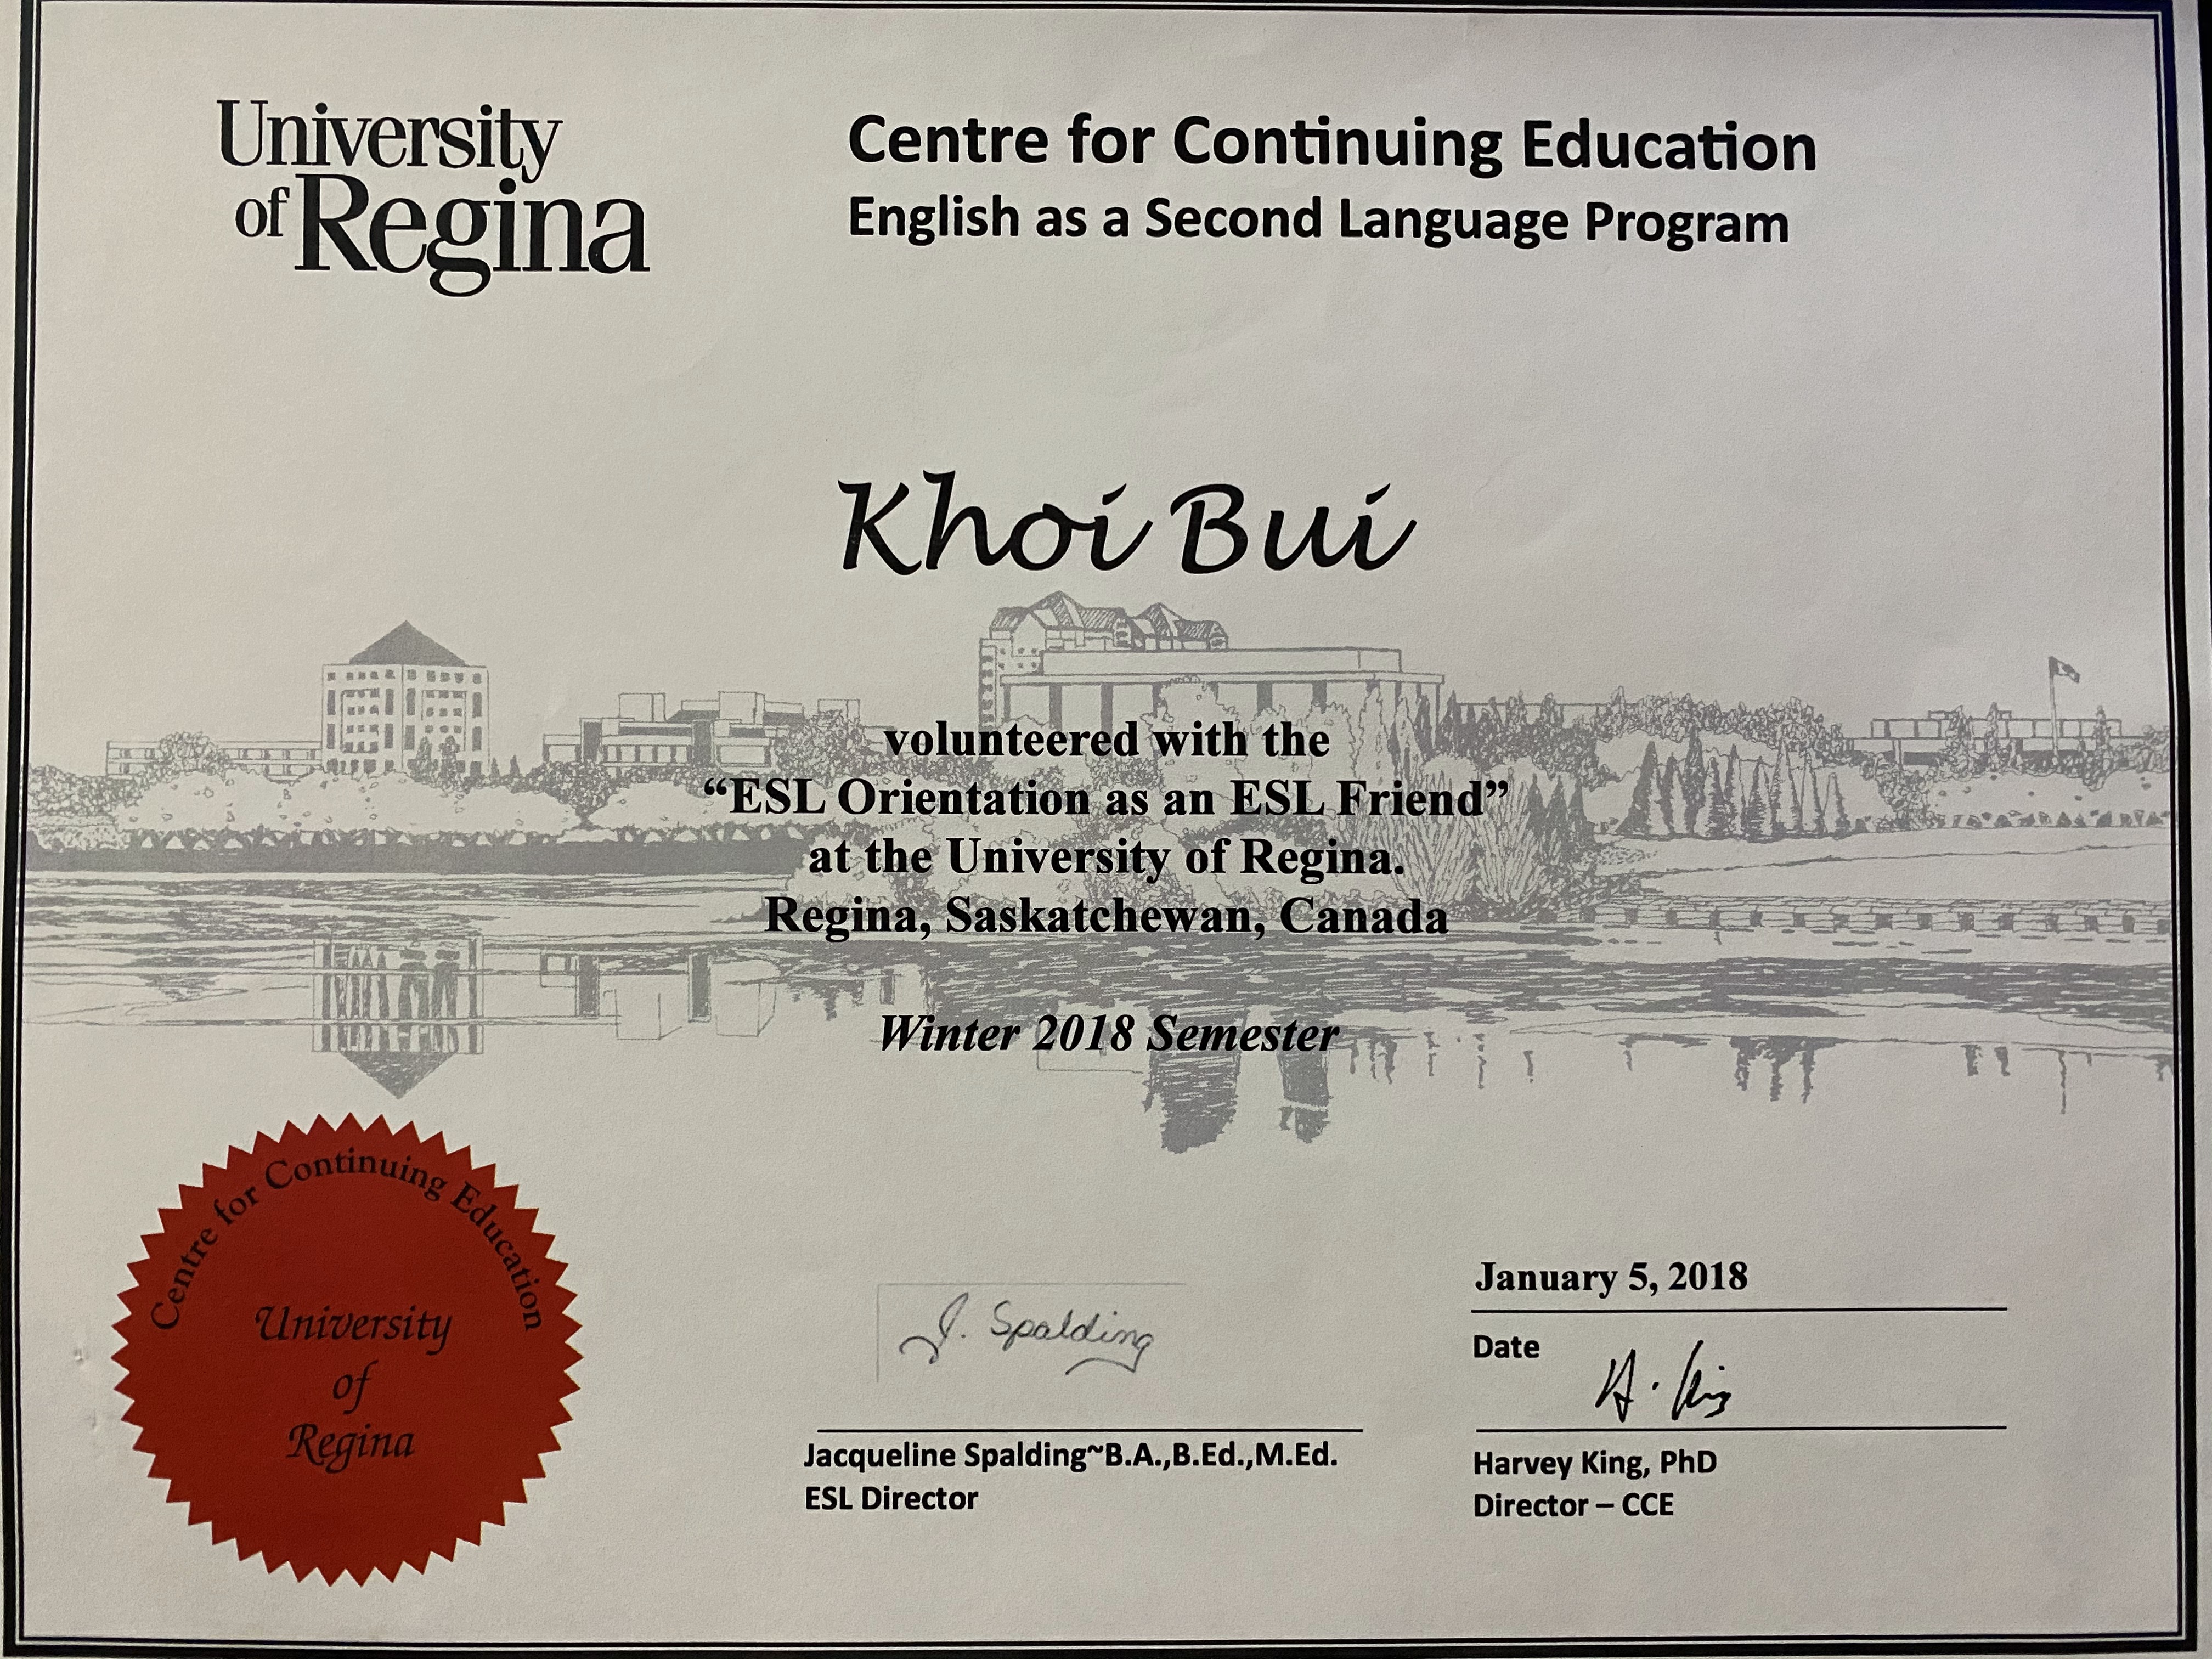 University
of Regina
Centre for Continuing Education
English as a Second Language Program
Khoi Bui
volunteered with the
“ESL Orientation as an ESL Friend”
at the University of Regina.
Regina, Saskatchewan, Canada
Winter 2018 Semester
Centre for Continuing Education
University
of
Regina
J. Spalding
Jacqueline Spalding~B.A.,B.Ed.,M.Ed.
ESL Director
January 5, 2018
Date
H. King
Harvey King, PhD
Director – CCE